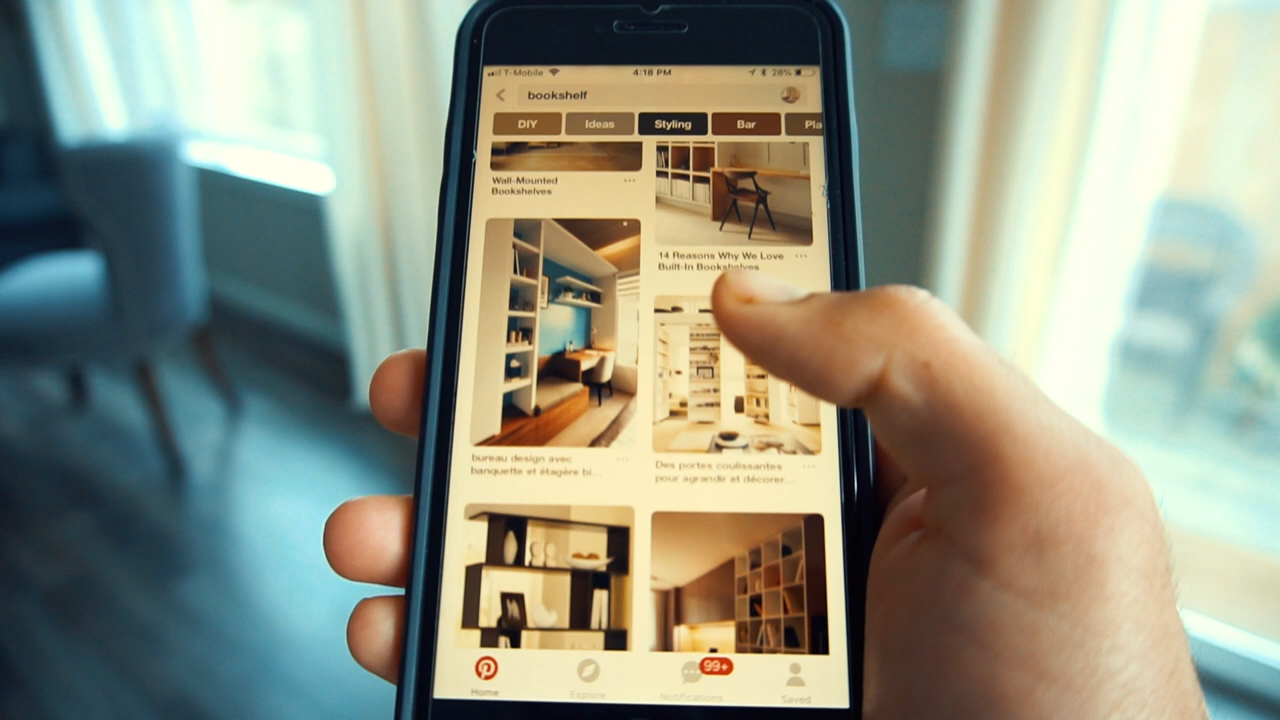 T-Mobile 4:18 PM 28%
bookshelf
DIY Ideas Styling Bar Pla
Wall-Mounted
Bookshelves
14 Reasons Why We Love
Built-In Bookshelves
bureau design avec
banquette et étagère bi...
Des portes coulissantes
pour agrandir et décorer...
99+
Home Explore Notifications Saved